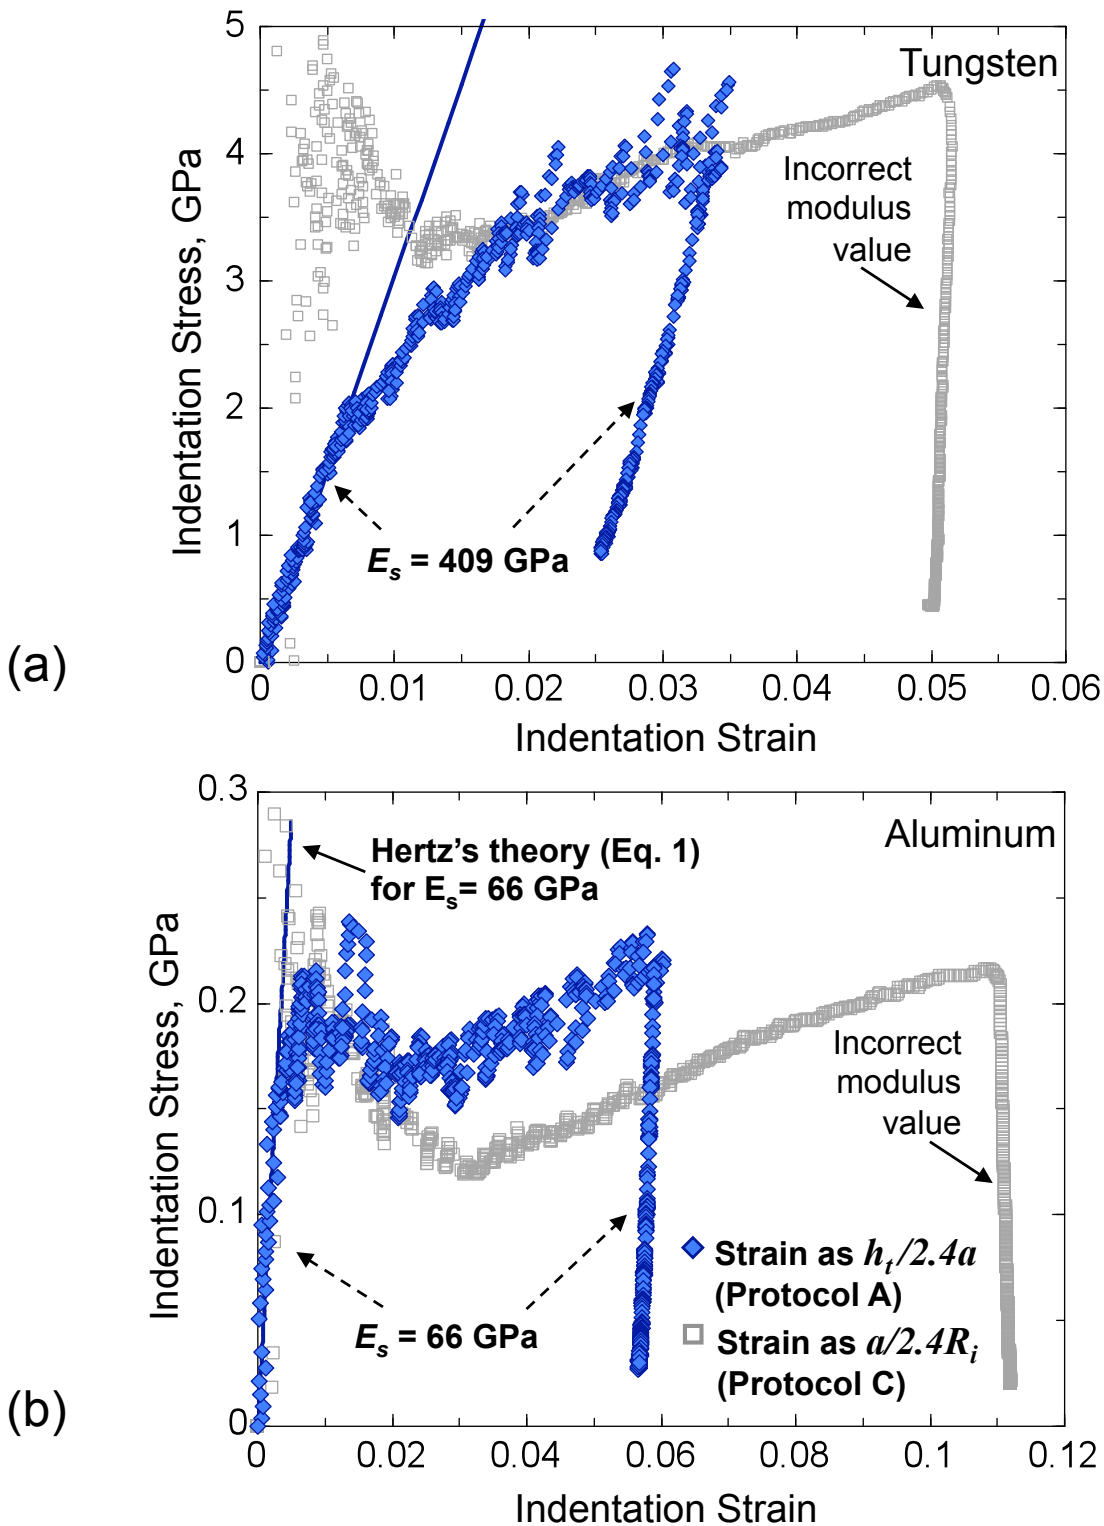 5
4
3
2
1
0
Indentation Stress, GPa
Tungsten
Incorrect
modulus
value
Eₛ = 409 GPa
(a)
0 0.01 0.02 0.03 0.04 0.05 0.06
Indentation Strain
0.3
0.2
0.1
0
Indentation Stress, GPa
Aluminum
Hertz's theory (Eq. 1)
for Eₛ= 66 GPa
Incorrect
modulus
value
Strain as hₜ/2.4a
(Protocol A)
Eₛ = 66 GPa
Strain as a/2.4Rᵢ
(Protocol C)
(b)
0 0.02 0.04 0.06 0.08 0.1 0.12
Indentation Strain